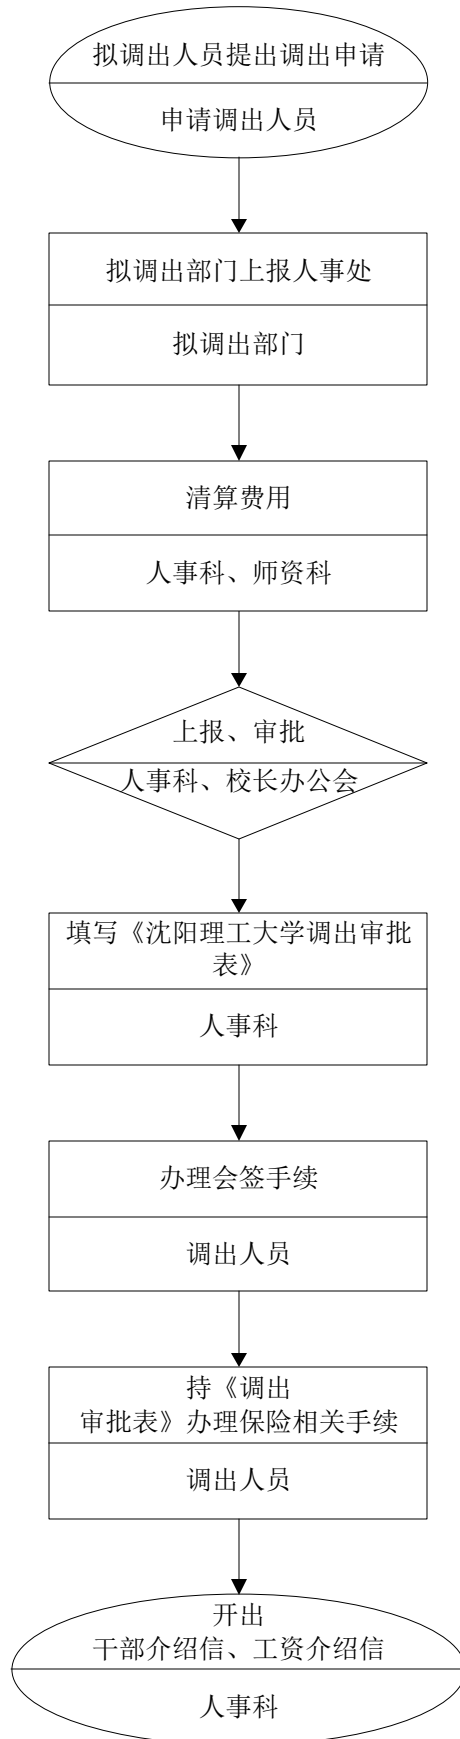 拟调出人员提出调出申请
申请调出人员
拟调出部门上报人事处
拟调出部门
清算费用
人事科、师资科
上报、审批
人事科、校长办公会
填写《沈阳理工大学调出审批
表》
人事科
办理会签手续
调出人员
持《调出
审批表》办理保险相关手续
调出人员
开出
干部介绍信、工资介绍信
人事科